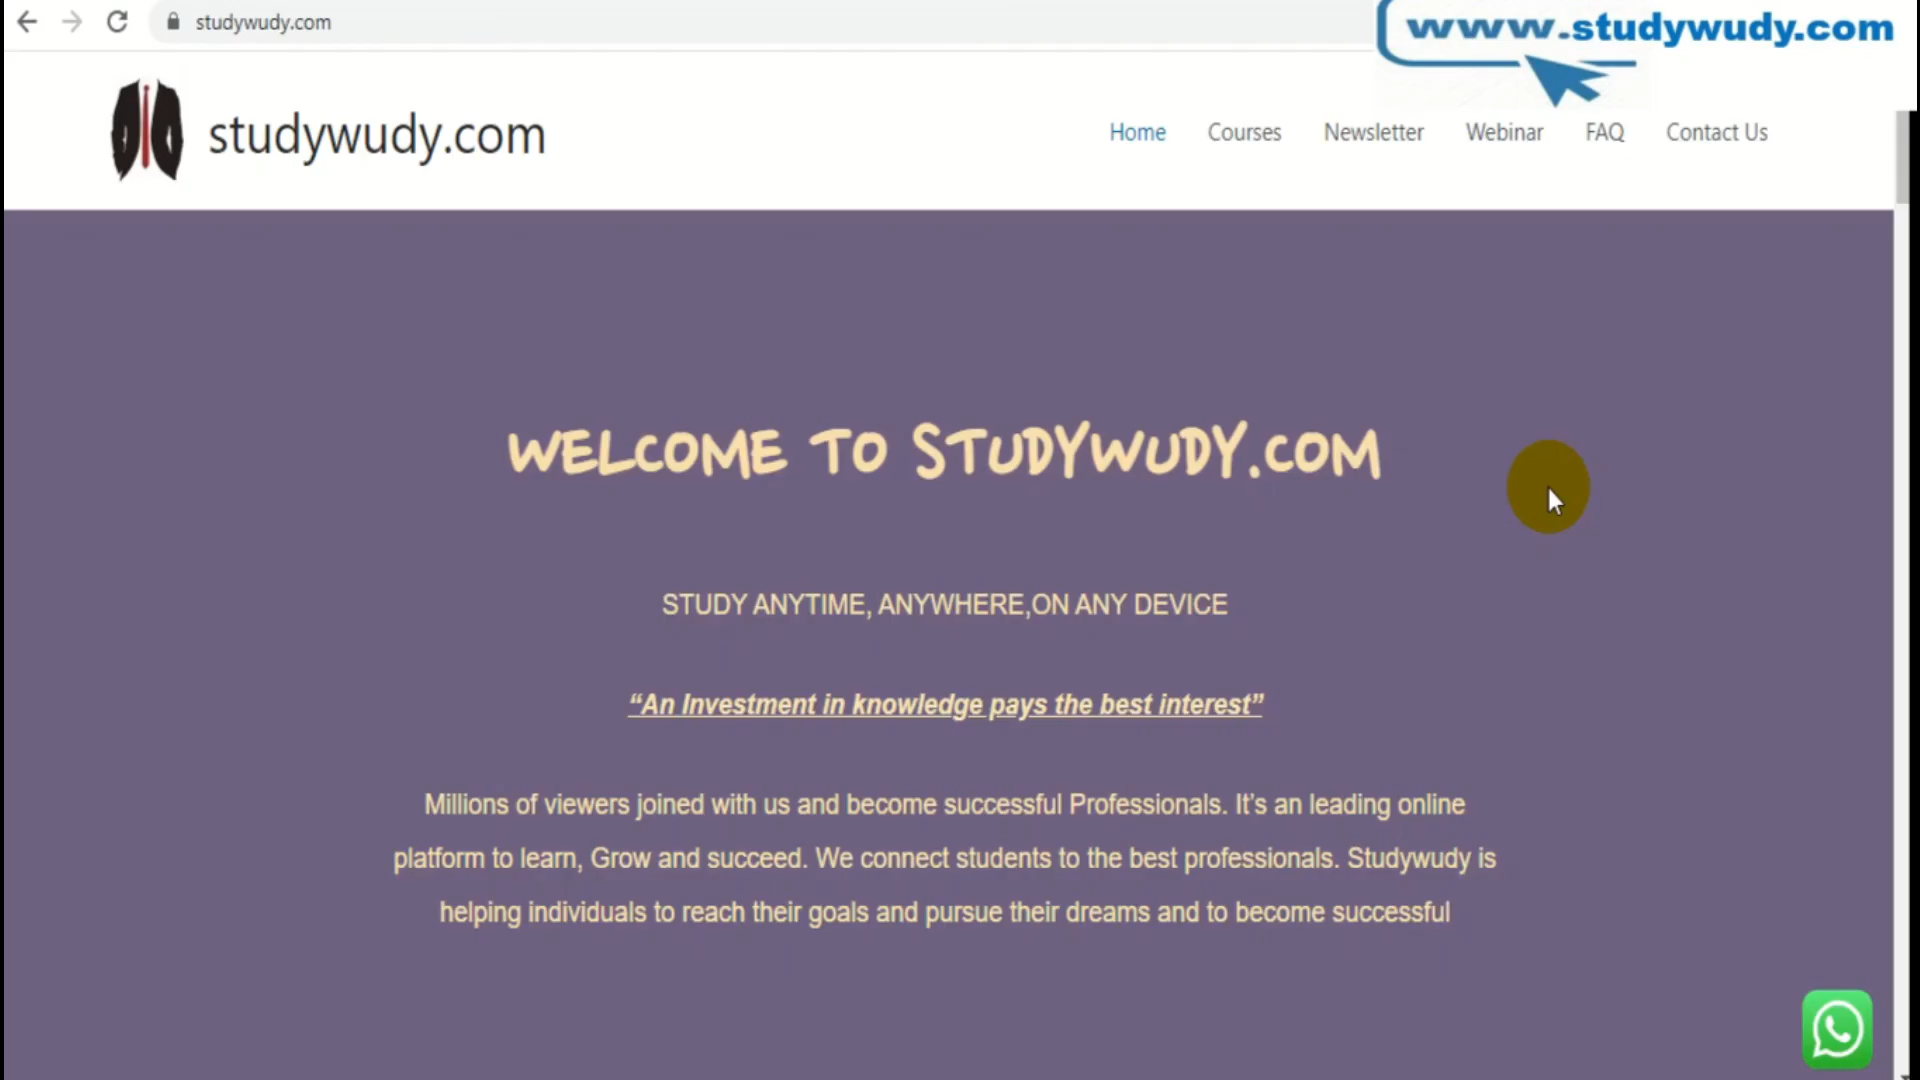 studywudy.com
www.studywudy.com
studywudy.com
Home Courses Newsletter Webinar FAQ Contact Us
WELCOME TO STUDYWUDY.COM
STUDY ANYTIME, ANYWHERE,ON ANY DEVICE
“An Investment in knowledge pays the best interest”
Millions of viewers joined with us and become successful Professionals. It’s an leading online
platform to learn, Grow and succeed. We connect students to the best professionals. Studywudy is
helping individuals to reach their goals and pursue their dreams and to become successful